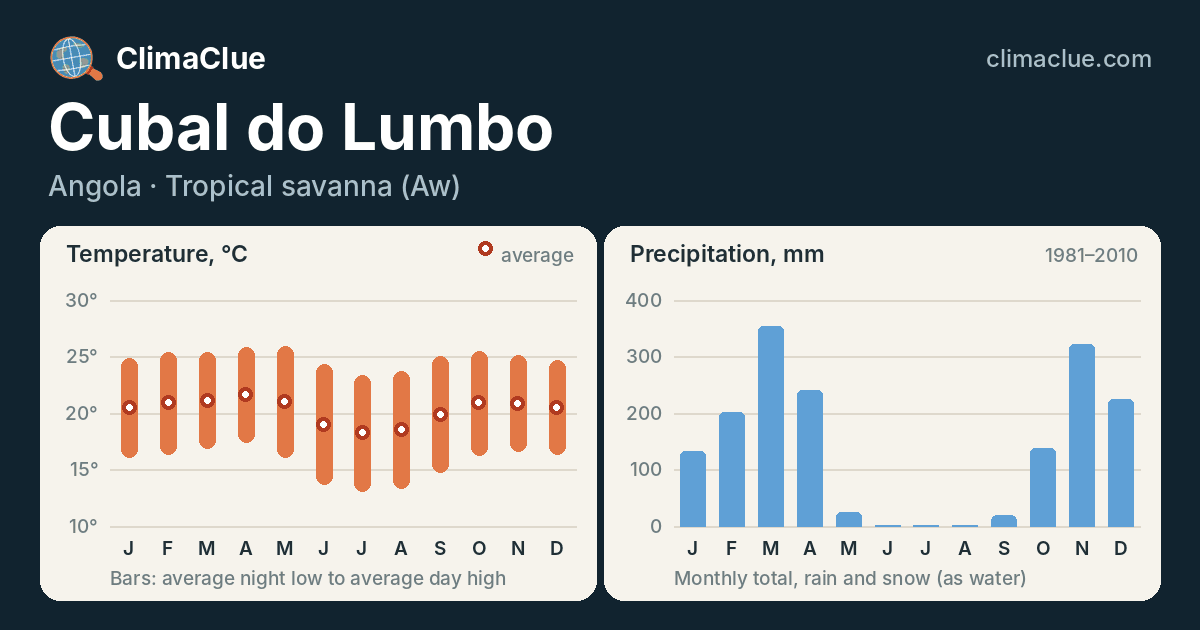 ClimaClue
climaclue.com
Cubal do Lumbo
Angola · Tropical savanna (Aw)
Temperature, °C
average
30°
25°
20°
15°
10°
J F M A M J J A S O N D
Bars: average night low to average day high
Precipitation, mm
1981–2010
400
300
200
100
0
J F M A M J J A S O N D
Monthly total, rain and snow (as water)